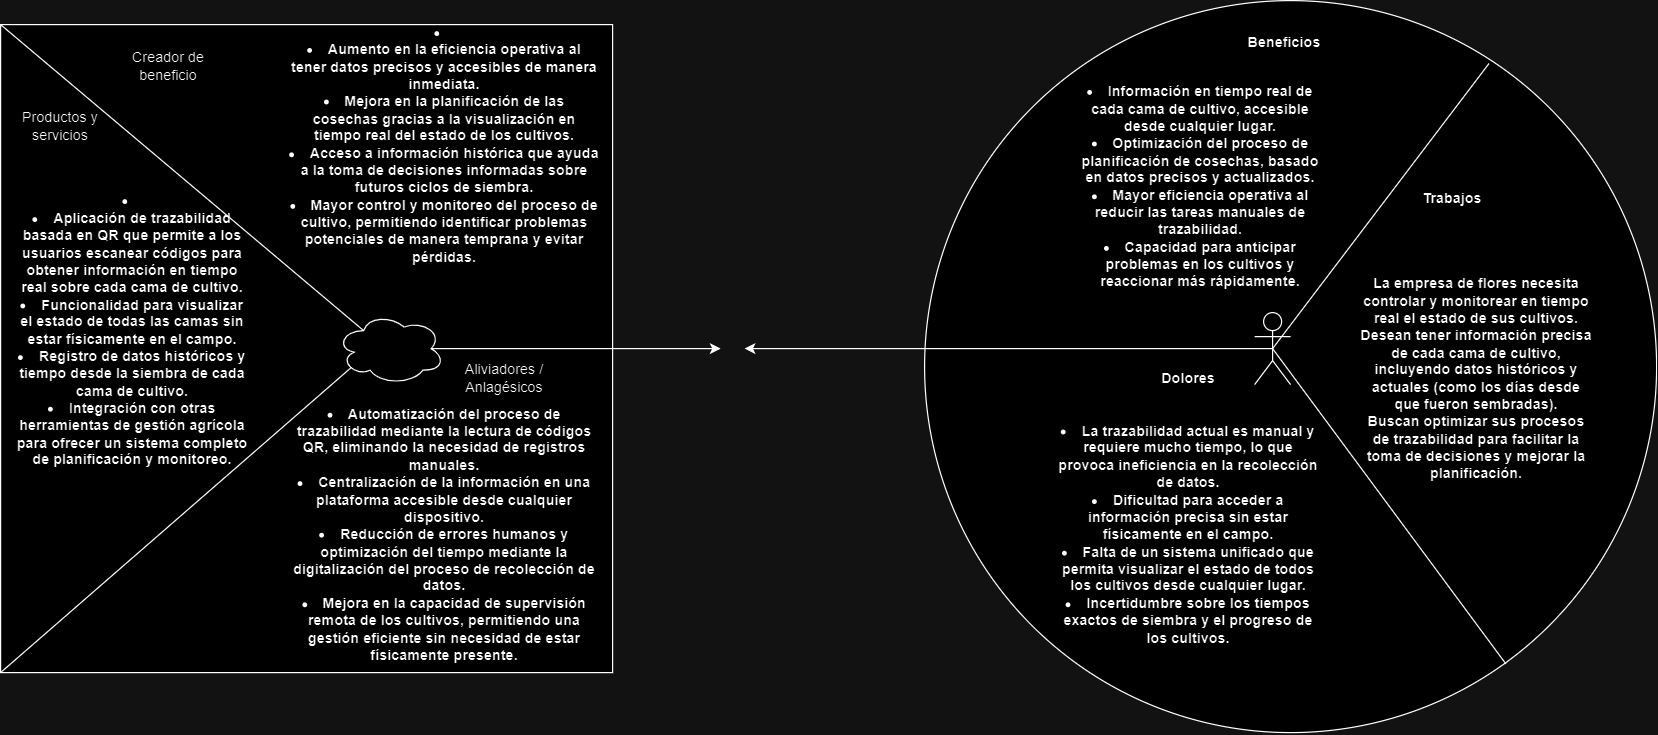 Creador de
beneficio
Productos y
servicios
•
• Aumento en la eficiencia operativa al
tener datos precisos y accesibles de manera
inmediata.
• Mejora en la planificación de las
cosechas gracias a la visualización en
tiempo real del estado de los cultivos.
• Acceso a información histórica que ayuda
a la toma de decisiones informadas sobre
futuros ciclos de siembra.
• Mayor control y monitoreo del proceso de
cultivo, permitiendo identificar problemas
potenciales de manera temprana y evitar
pérdidas.
•
• Aplicación de trazabilidad
basada en QR que permite a los
usuarios escanear códigos para
obtener información en tiempo
real sobre cada cama de cultivo.
• Funcionalidad para visualizar
el estado de todas las camas sin
estar físicamente en el campo.
• Registro de datos históricos y
tiempo desde la siembra de cada
cama de cultivo.
• Integración con otras
herramientas de gestión agrícola
para ofrecer un sistema completo
de planificación y monitoreo.
Aliviadores /
Anlagésicos
• Automatización del proceso de
trazabilidad mediante la lectura de códigos
QR, eliminando la necesidad de registros
manuales.
• Centralización de la información en una
plataforma accesible desde cualquier
dispositivo.
• Reducción de errores humanos y
optimización del tiempo mediante la
digitalización del proceso de recolección de
datos.
• Mejora en la capacidad de supervisión
remota de los cultivos, permitiendo una
gestión eficiente sin necesidad de estar
físicamente presente.
Beneficios
• Información en tiempo real de
cada cama de cultivo, accesible
desde cualquier lugar.
• Optimización del proceso de
planificación de cosechas, basado
en datos precisos y actualizados.
• Mayor eficiencia operativa al
reducir las tareas manuales de
trazabilidad.
• Capacidad para anticipar
problemas en los cultivos y
reaccionar más rápidamente.
Trabajos
La empresa de flores necesita
controlar y monitorear en tiempo
real el estado de sus cultivos.
Desean tener información precisa
de cada cama de cultivo,
incluyendo datos históricos y
actuales (como los días desde
que fueron sembradas).
Buscan optimizar sus procesos
de trazabilidad para facilitar la
toma de decisiones y mejorar la
planificación.
Dolores
• La trazabilidad actual es manual y
requiere mucho tiempo, lo que
provoca ineficiencia en la recolección
de datos.
• Dificultad para acceder a
información precisa sin estar
físicamente en el campo.
• Falta de un sistema unificado que
permita visualizar el estado de todos
los cultivos desde cualquier lugar.
• Incertidumbre sobre los tiempos
exactos de siembra y el progreso de
los cultivos.